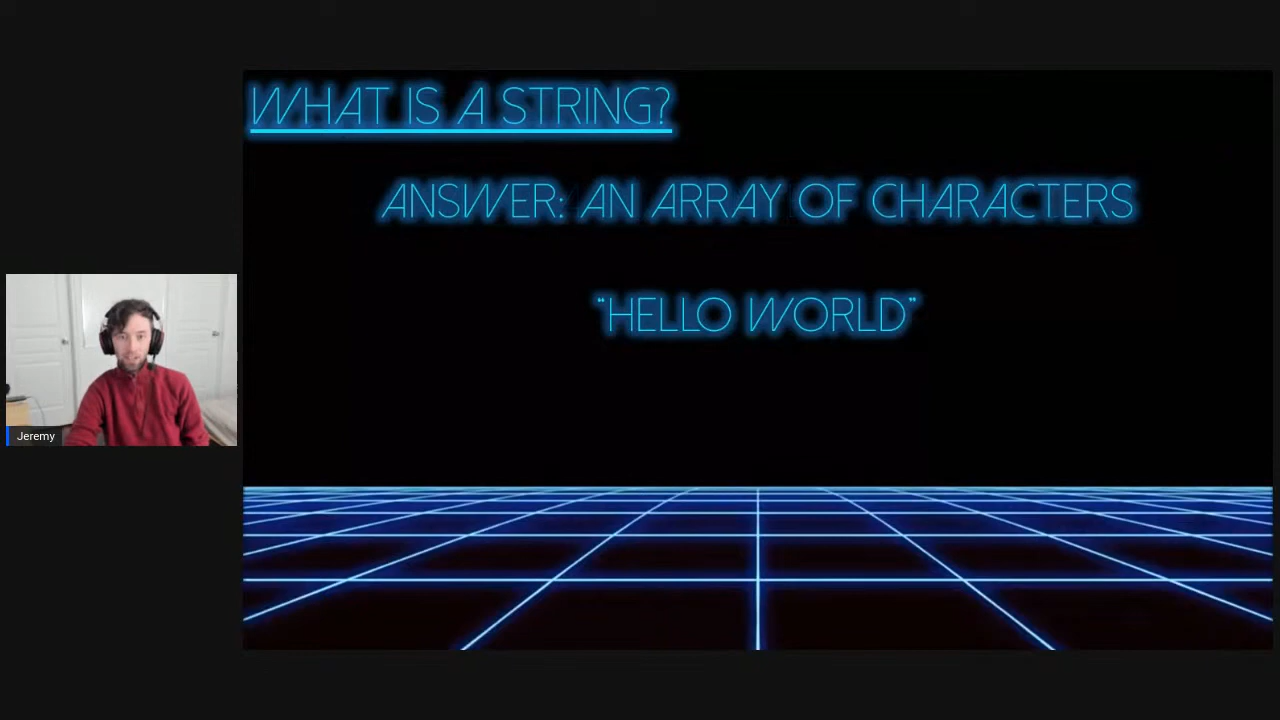 WHAT IS A STRING?
ANSWER: AN ARRAY OF CHARACTERS
“HELLO WORLD”
Jeremy